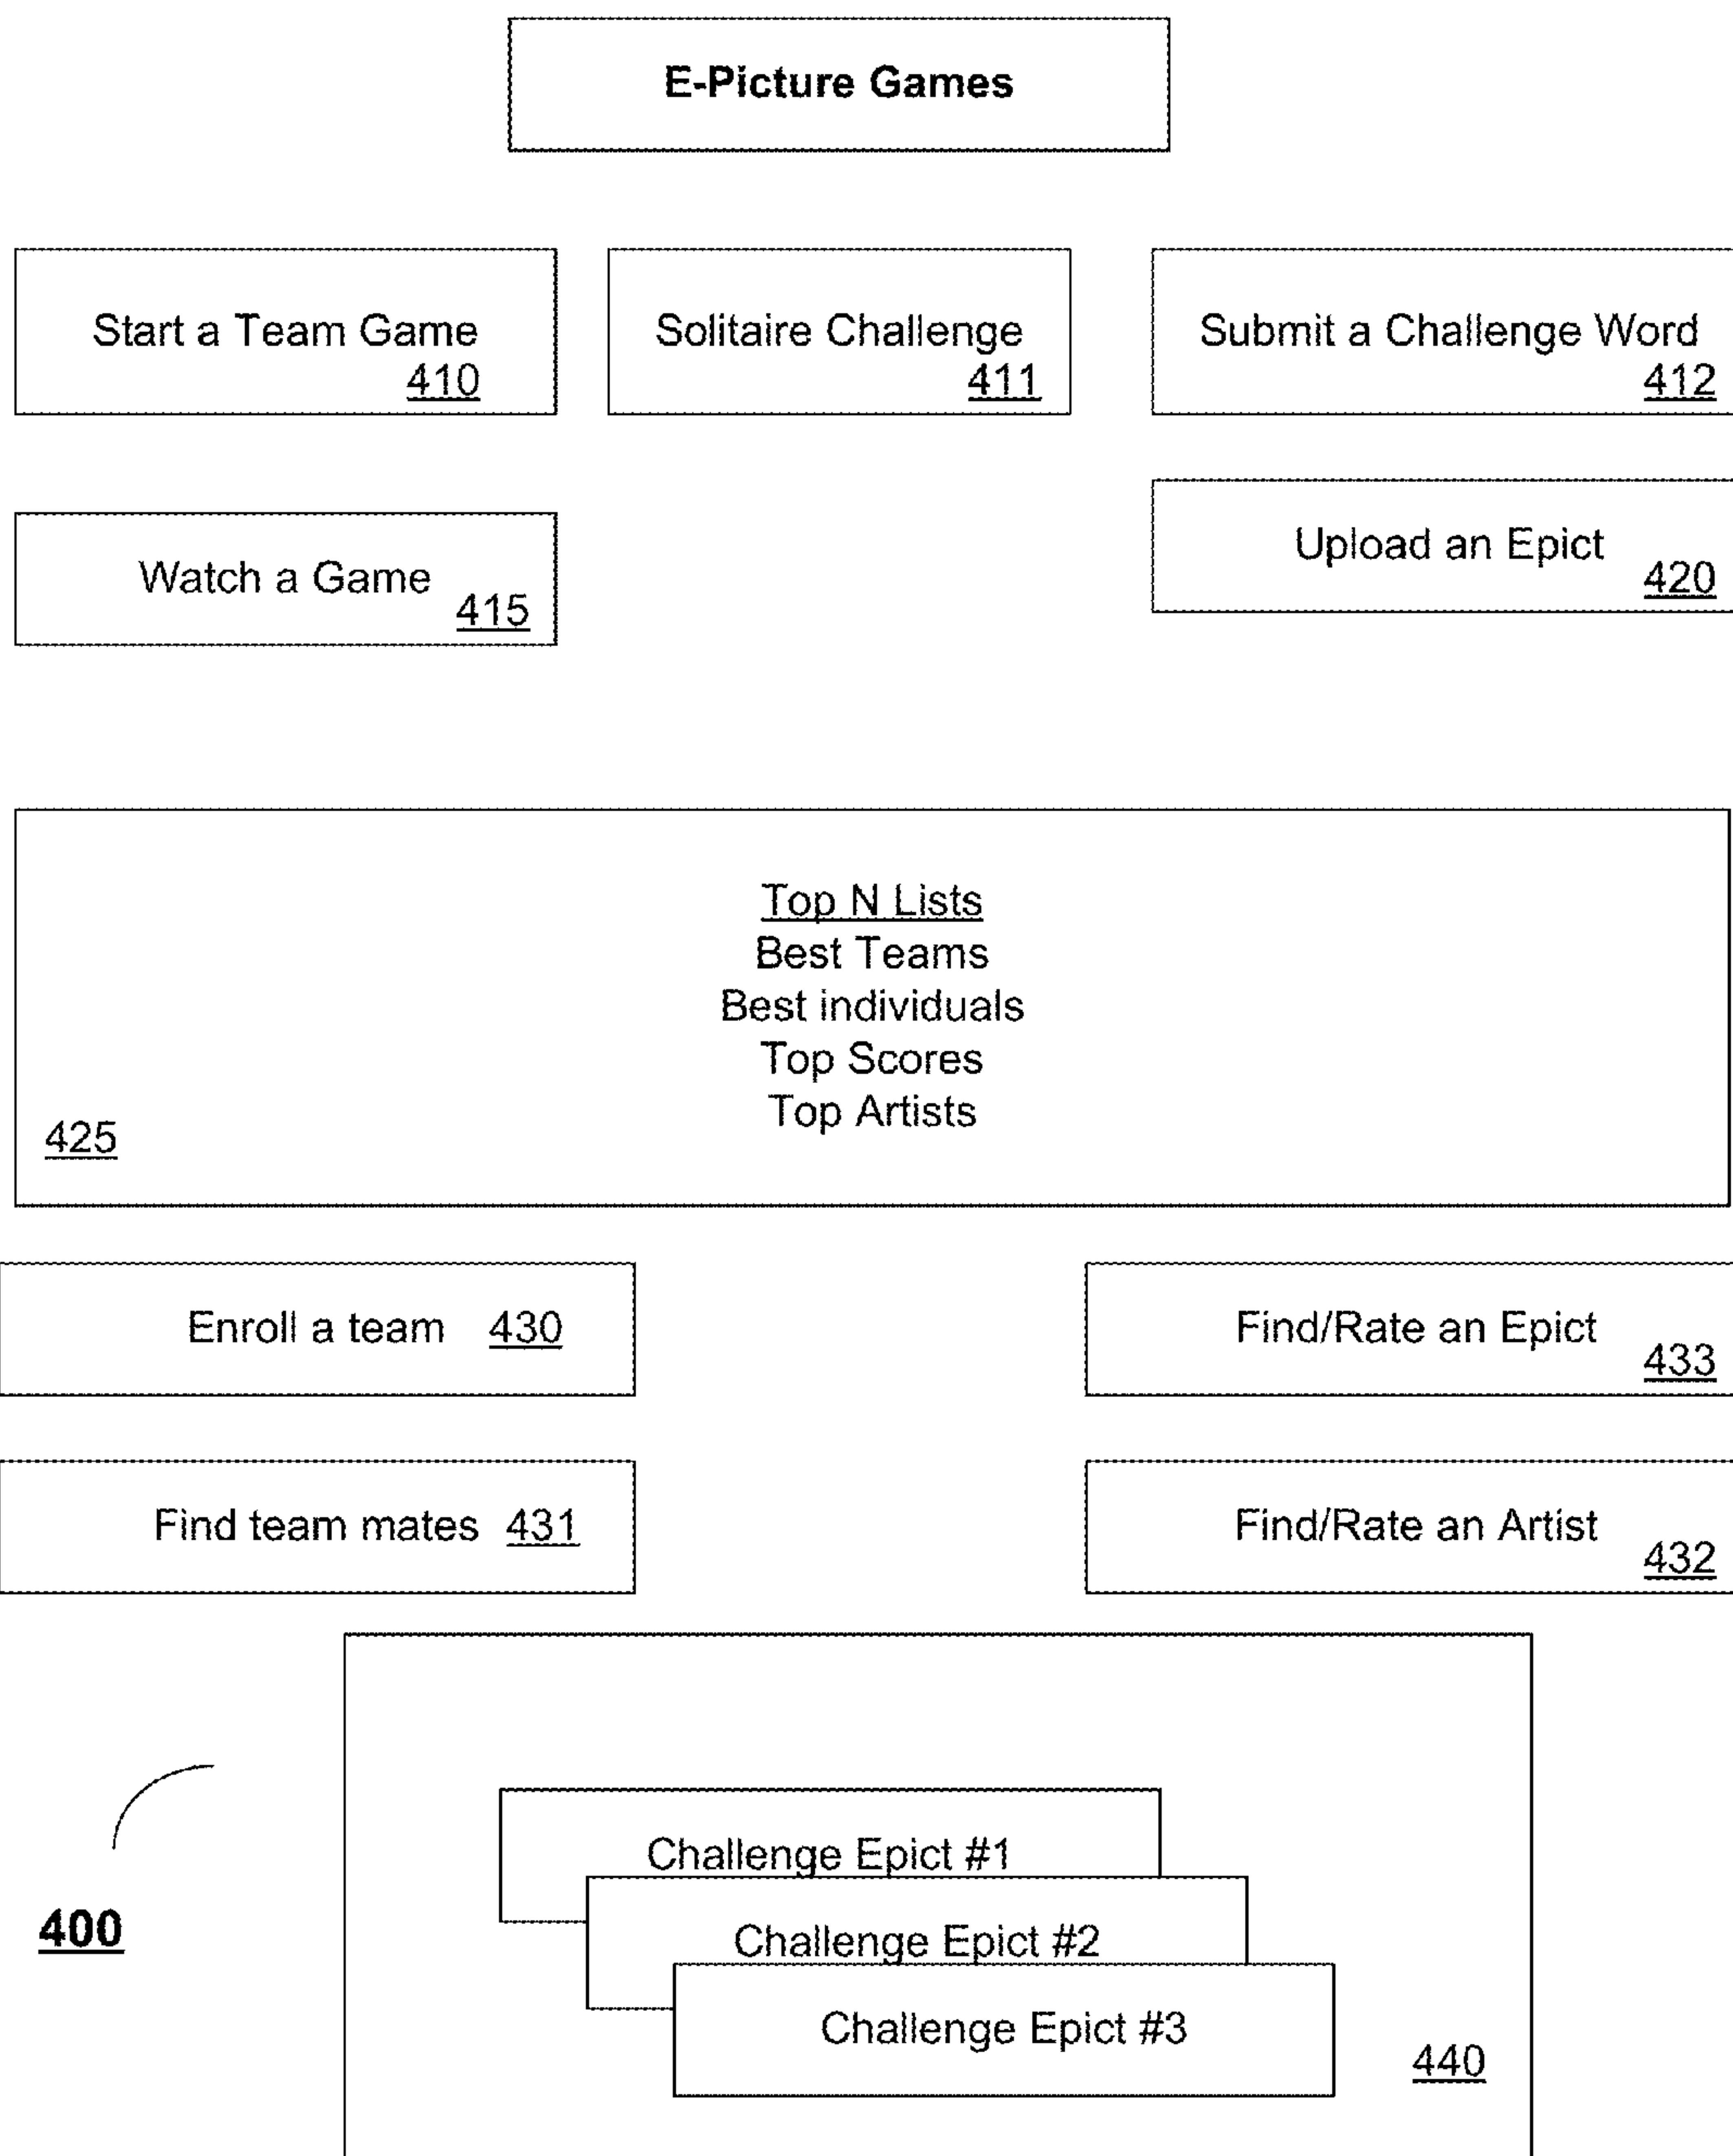 E-Picture Games
Start a Team Game
410
Solitaire Challenge
411
Submit a Challenge Word
412
Watch a Game
415
Upload an Epict
420
Top N Lists
Best Teams
Best individuals
Top Scores
Top Artists
425
Enroll a team 430
Find/Rate an Epict
433
Find team mates 431
Find/Rate an Artist
432
400
Challenge Epict #1
Challenge Epict #2
Challenge Epict #3
440